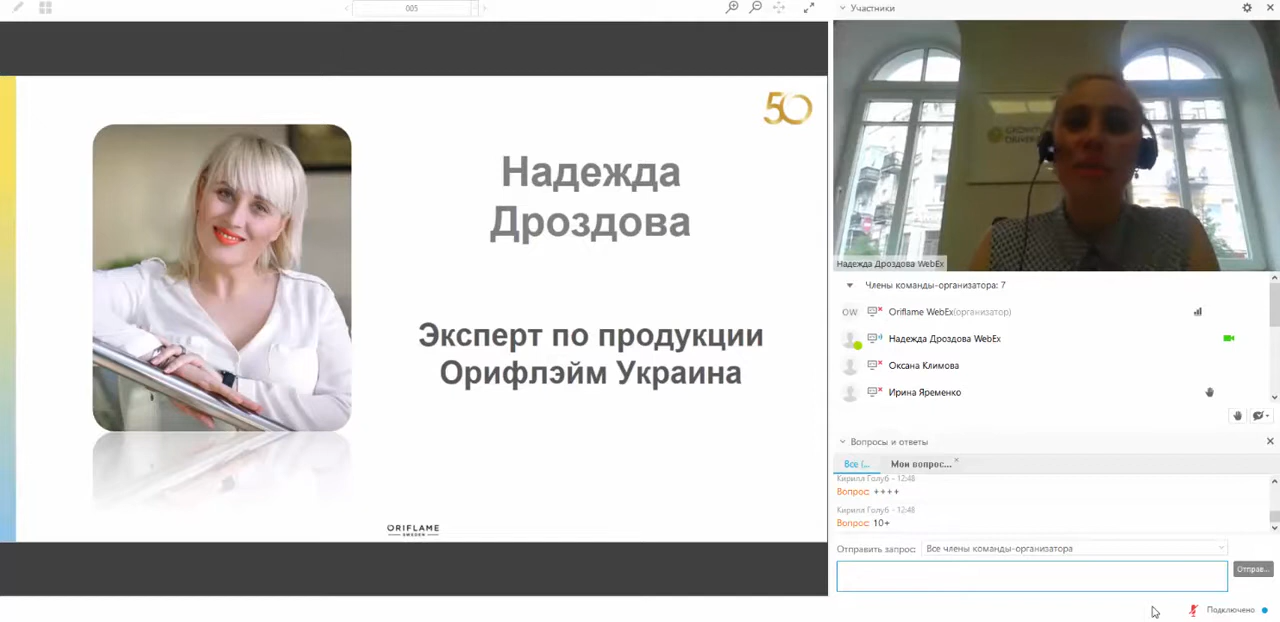 005
50
Надежда
Дроздова
Эксперт по продукции
Орифлэйм Украина
ORIFLAME
SWEDEN
Участники
Надежда Дроздова WebEx
Члены команды-организатора: 7
OW Oriflame WebEx(организатор)
Надежда Дроздова WebEx
Оксана Климова
Ирина Яременко
Вопросы и ответы
Все (... Мои вопрос...
Кирилл Голуб - 12:48
Вопрос: ++++
Кирилл Голуб - 12:48
Вопрос: 10+
Отправить запрос: Все члены команды-организатора
Отправ...
Подключено